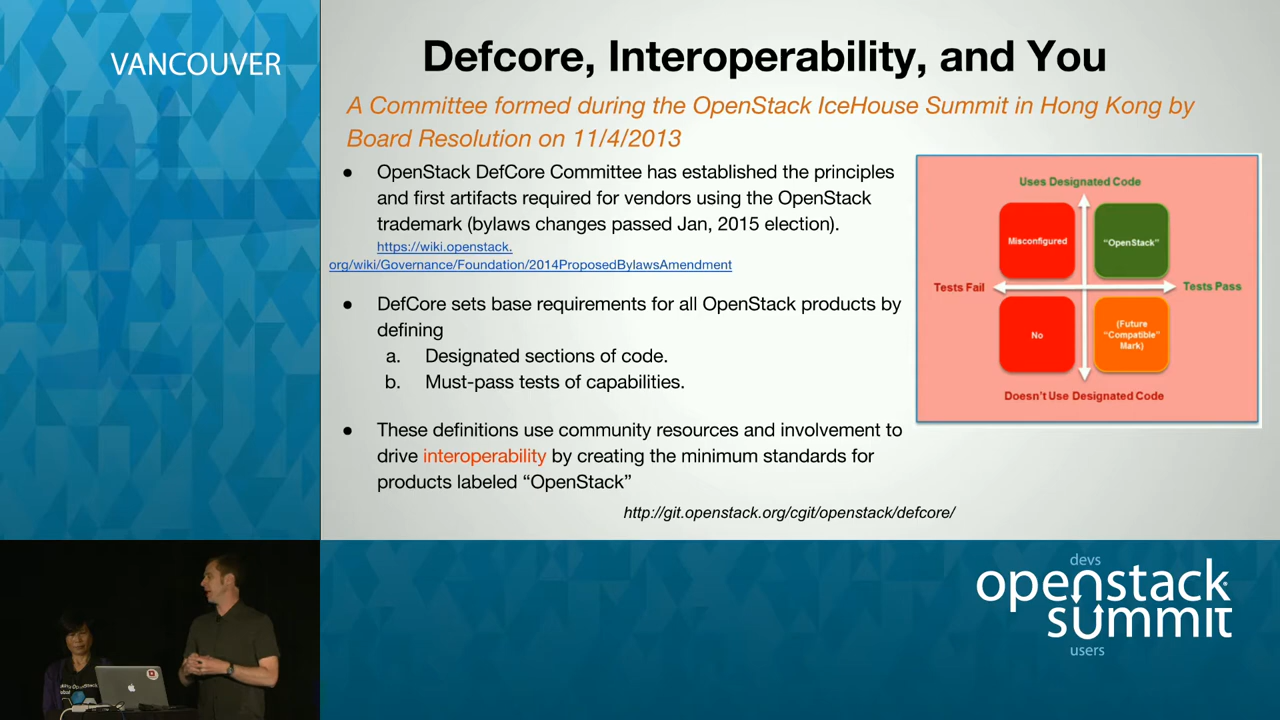 VANCOUVER
Defcore, Interoperability, and You
A Committee formed during the OpenStack IceHouse Summit in Hong Kong by
Board Resolution on 11/4/2013
● OpenStack DefCore Committee has established the principles
and first artifacts required for vendors using the OpenStack
trademark (bylaws changes passed Jan, 2015 election).
https://wiki.openstack.
org/wiki/Governance/Foundation/2014ProposedBylawsAmendment
● DefCore sets base requirements for all OpenStack products by
defining
a. Designated sections of code.
b. Must-pass tests of capabilities.
● These definitions use community resources and involvement to
drive interoperability by creating the minimum standards for
products labeled “OpenStack”
http://git.openstack.org/cgit/openstack/defcore/
Uses Designated Code
Misconfigured
“OpenStack”
Tests Fail
Tests Pass
No
(Future
“Compatible”
Mark)
Doesn't Use Designated Code
devs
openstack
summit
users